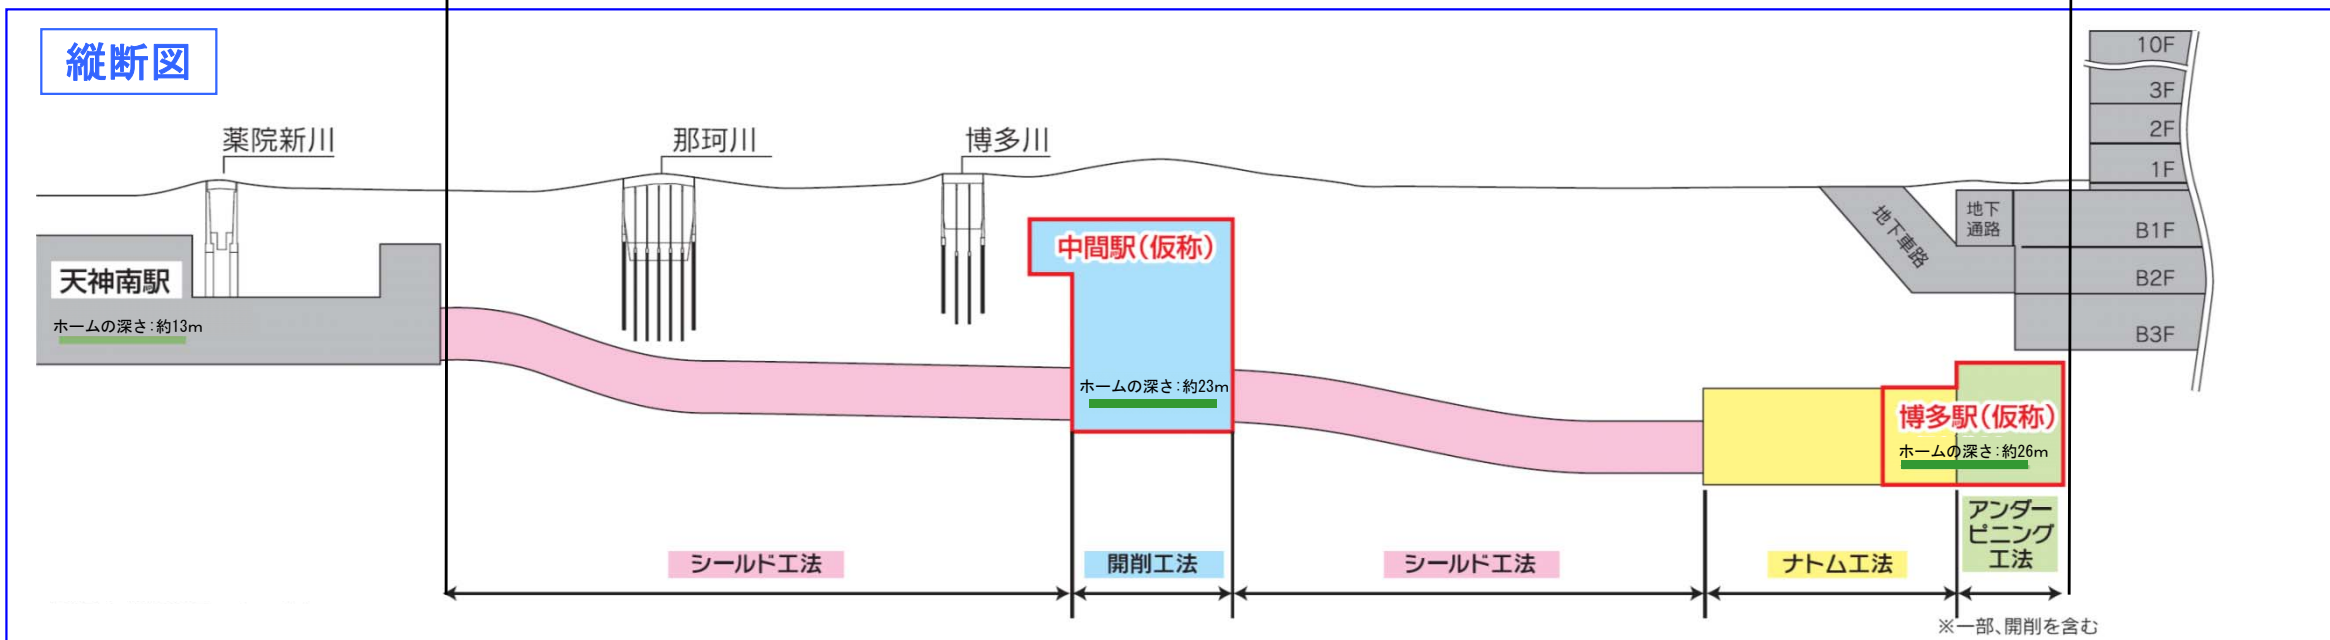 縦断図
薬院新川
那珂川
博多川
10F
3F
2F
1F
地下
通路
地下車路
B1F
B2F
B3F
天神南駅
ホームの深さ:約13m
中間駅(仮称)
ホームの深さ:約23m
博多駅(仮称)
ホームの深さ:約26m
シールド工法
開削工法
シールド工法
ナトム工法
アンダー
ピニング
工法
※一部、開削を含む